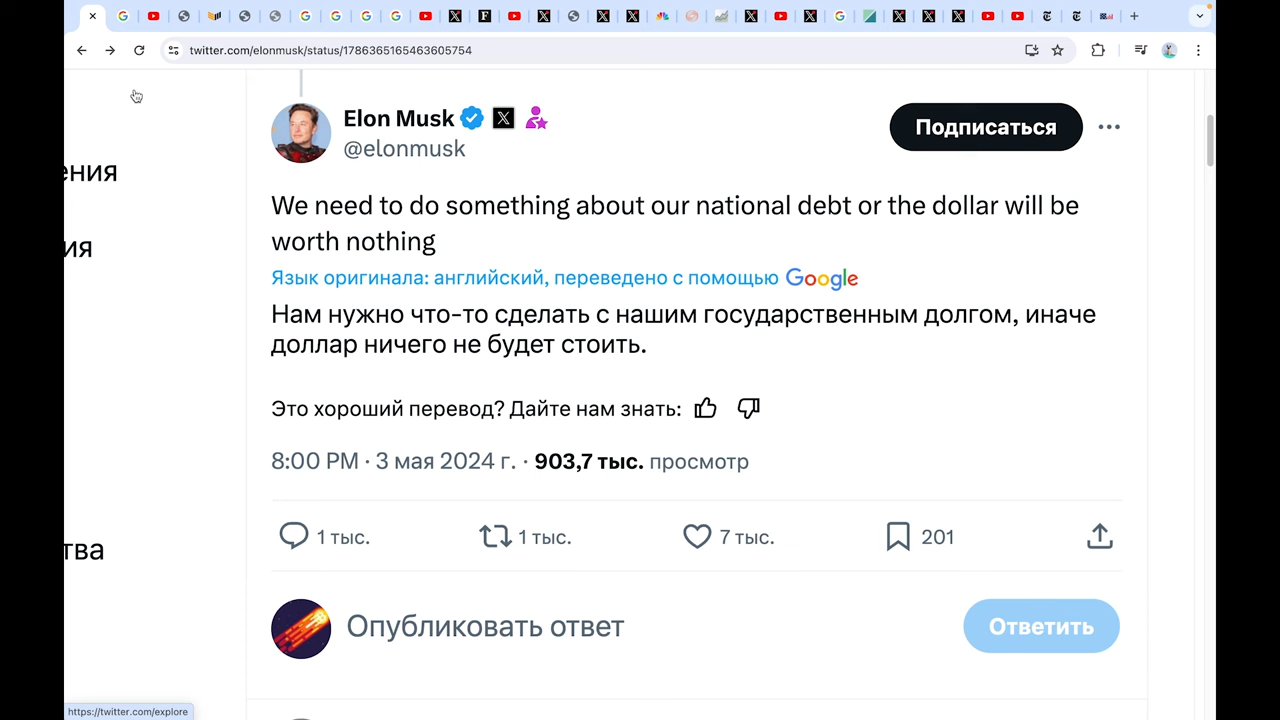 twitter.com/elonmusk/status/1786365165463605754
Elon Musk
Подписаться
@elonmusk
ения
We need to do something about our national debt or the dollar will be
worth nothing
ия
Язык оригинала: английский, переведено с помощью Google
Нам нужно что-то сделать с нашим государственным долгом, иначе
доллар ничего не будет стоить.
Это хороший перевод? Дайте нам знать:
8:00 PM · 3 мая 2024 г. · 903,7 тыс. просмотр
1 тыс. 1 тыс. 7 тыс. 201
тва
Опубликовать ответ
Ответить
https://twitter.com/explore